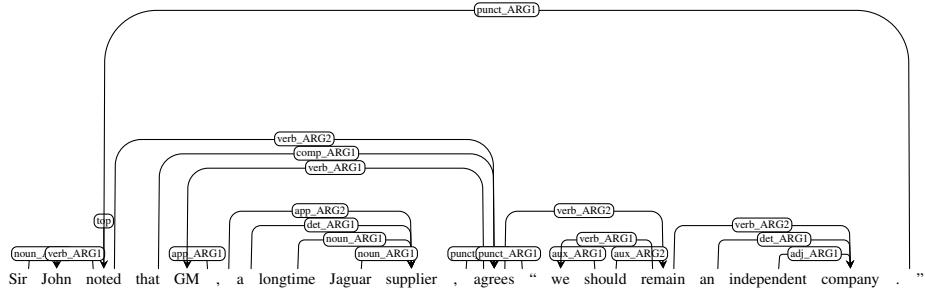 punct_ARG1
verb_ARG2
comp_ARG1
verb_ARG1
app_ARG2 verb_ARG2
top det_ARG1 verb_ARG2
noun_ARG1 verb_ARG1 det_ARG1
verb_ARG1 app_ARG1 noun_ARG1 punct_ARG1 aux_ARG1 aux_ARG2 adj_ARG1
Sir John noted that GM , a longtime Jaguar supplier , agrees “ we should remain an independent company . ”